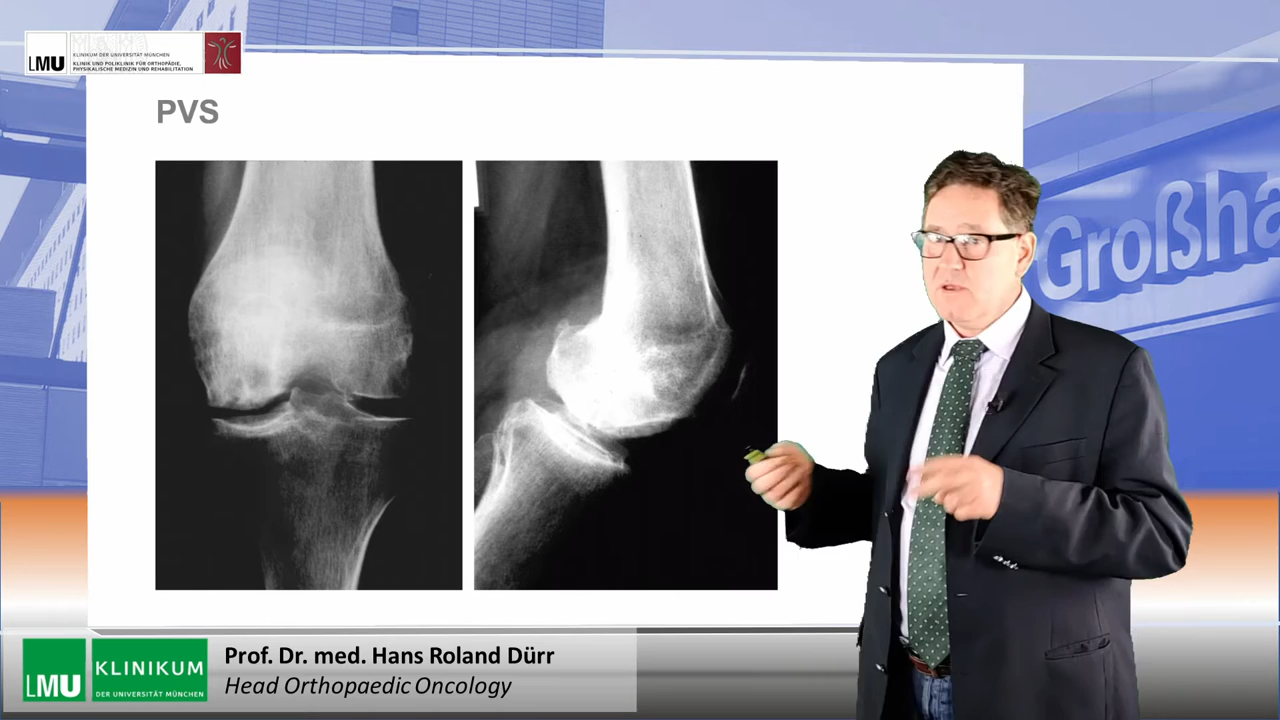 LMU
KLINIKUM DER UNIVERSITÄT MÜNCHEN
KLINIK UND POLIKLINIK FÜR ORTHOPÄDIE,
PHYSIKALISCHE MEDIZIN UND REHABILITATION
PVS
Großha
LMU
KLINIKUM
DER UNIVERSITÄT MÜNCHEN
Prof. Dr. med. Hans Roland Dürr
Head Orthopaedic Oncology